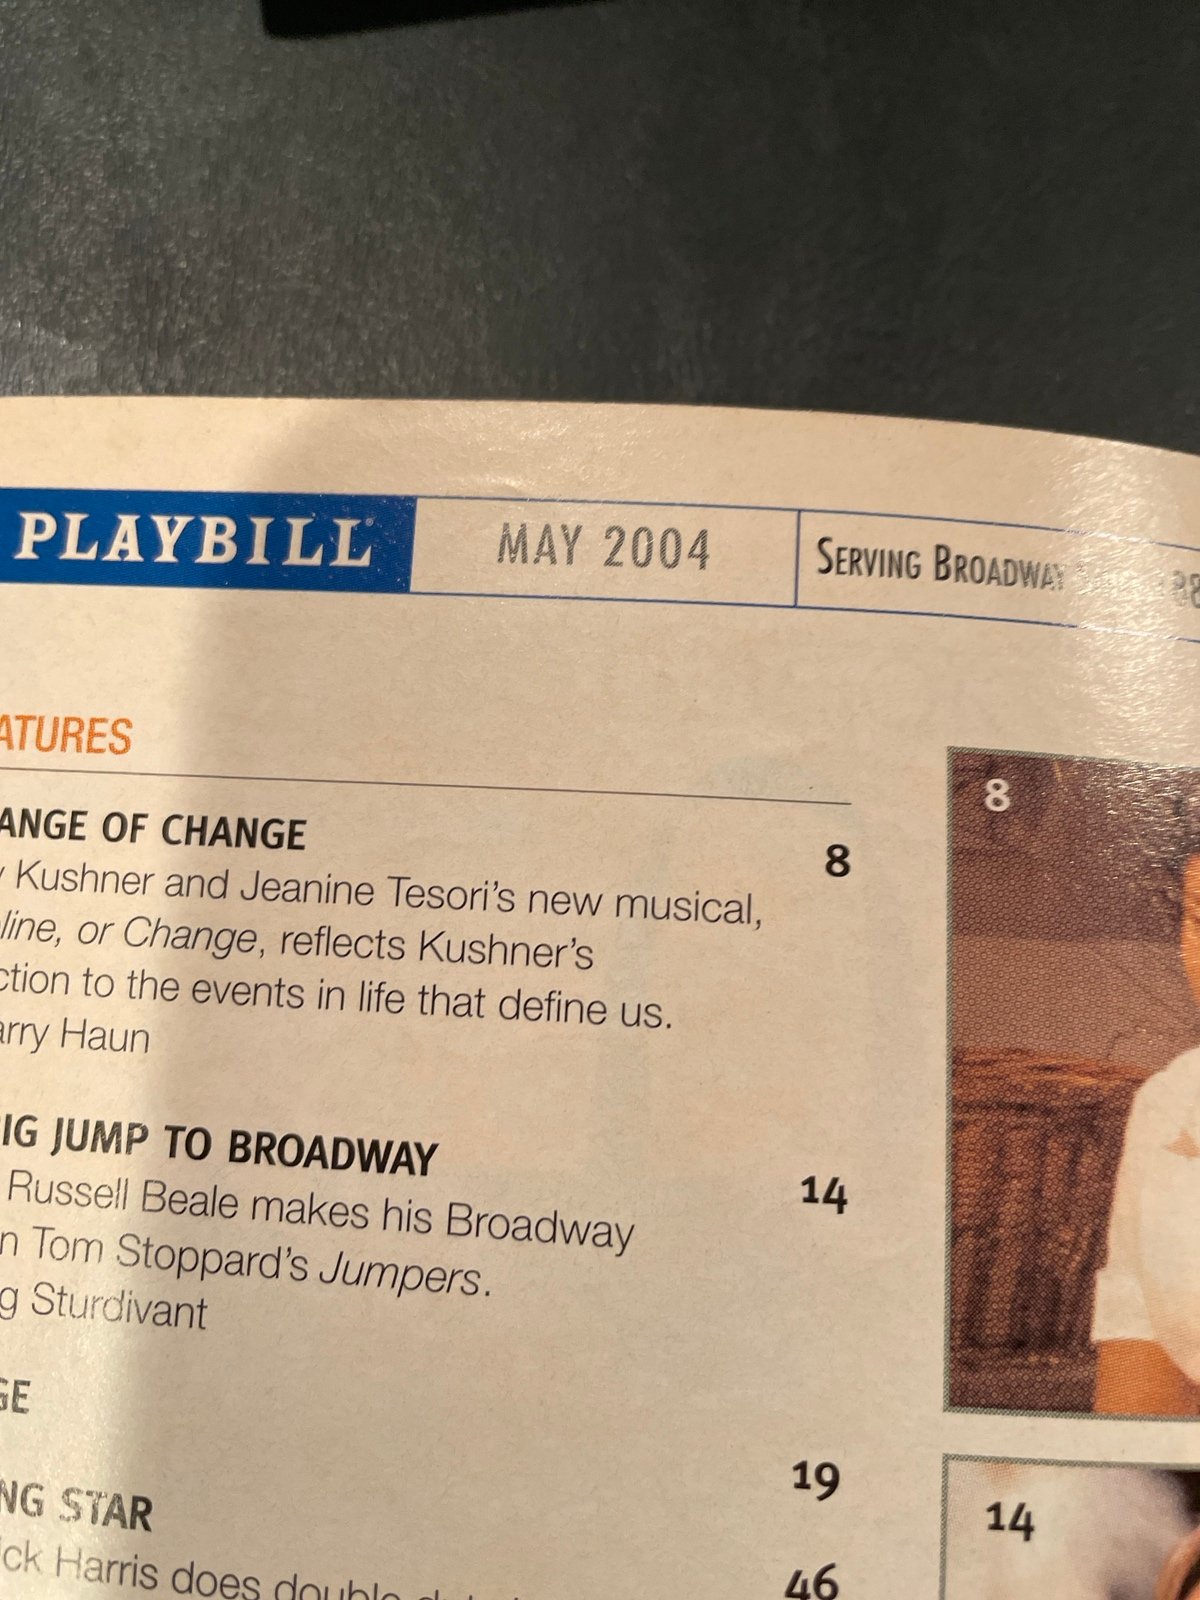 PLAYBILL® MAY 2004 SERVING BROADWAY
ATURES
ANGE OF CHANGE
8
Kushner and Jeanine Tesori's new musical,
line, or Change, reflects Kushner's
ction to the events in life that define us.
arry Haun
8
IG JUMP TO BROADWAY
14
Russell Beale makes his Broadway
n Tom Stoppard's Jumpers.
g Sturdivant
GE
19
NG STAR
46
ick Harris does double
14